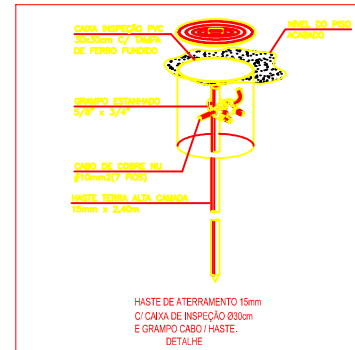 CAIXA INSPEÇÃO PVC
30x30cm C/ TAMPA
DE FERRO FUNDIDO
NÍVEL DO PISO
ACABADO
GRAMPO ESTANHADO
5/8" x 3/4"
CABO DE COBRE NU
(7 FIOS)
HASTE TERRA ALTA CAMADA
15mm x 2,40m
HASTE DE ATERRAMENTO 15mm
C/ CAIXA DE INSPEÇÃO Ø30cm
E GRAMPO CABO / HASTE.
DETALHE